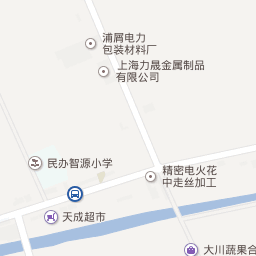 浦屑电力
包装材料厂
上海力晟金属制品
有限公司
民办智源小学
精密电火花
中走丝加工
天成超市
大川蔬果合